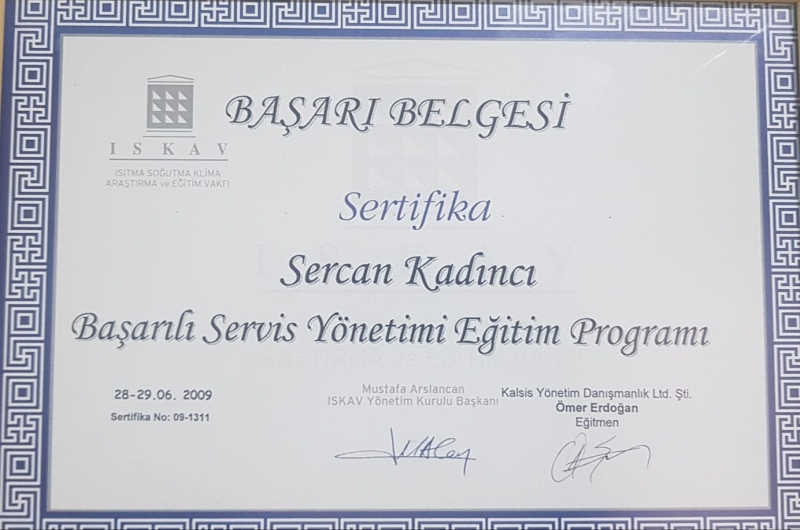 BAŞARI BELGESİ
I S K A V
ISITMA SOĞUTMA KLİMA
ARAŞTIRMA ve EĞİTİM VAKFI
Sertifika
Sercan Kadıncı
Başarılı Servis Yönetimi Eğitim Programı
28-29.06. 2009
Sertifika No: 09-1311
Mustafa Arslancan
ISKAV Yönetim Kurulu Başkanı
Kalsis Yönetim Danışmanlık Ltd. Şti.
Ömer Erdoğan
Eğitmen